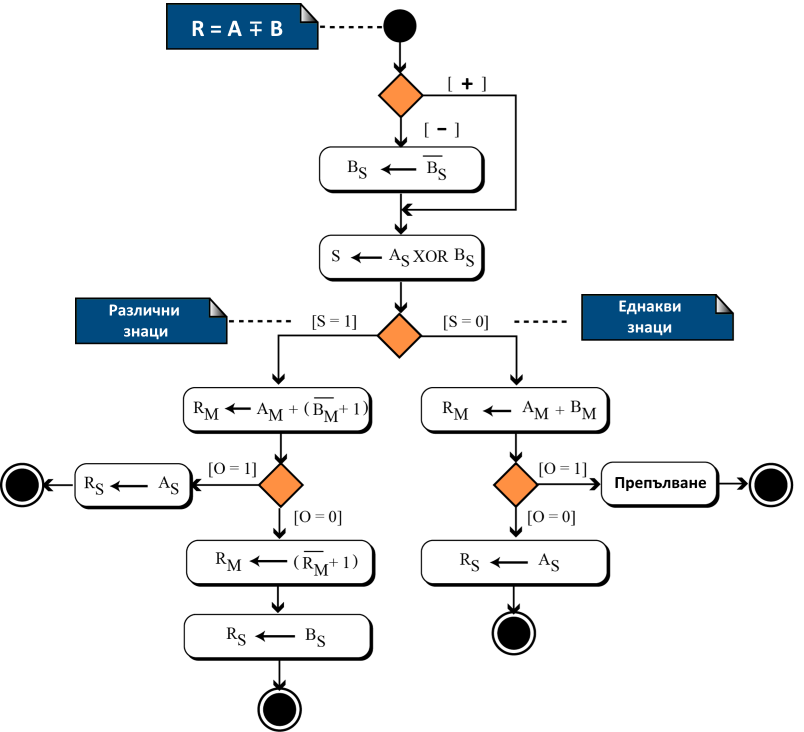 R = A ∓ B
[ + ]
[ − ]
B_S ← B̅_S
S ← A_S XOR B_S
Различни
знаци
[S = 1]
[S = 0]
Еднакви
знаци
R_M ← A_M + (B̅_M + 1)
R_M ← A_M + B_M
[O = 1]
R_S ← A_S
[O = 0]
[O = 1]
Препълване
[O = 0]
R_M ← (R̅_M + 1)
R_S ← A_S
R_S ← B_S